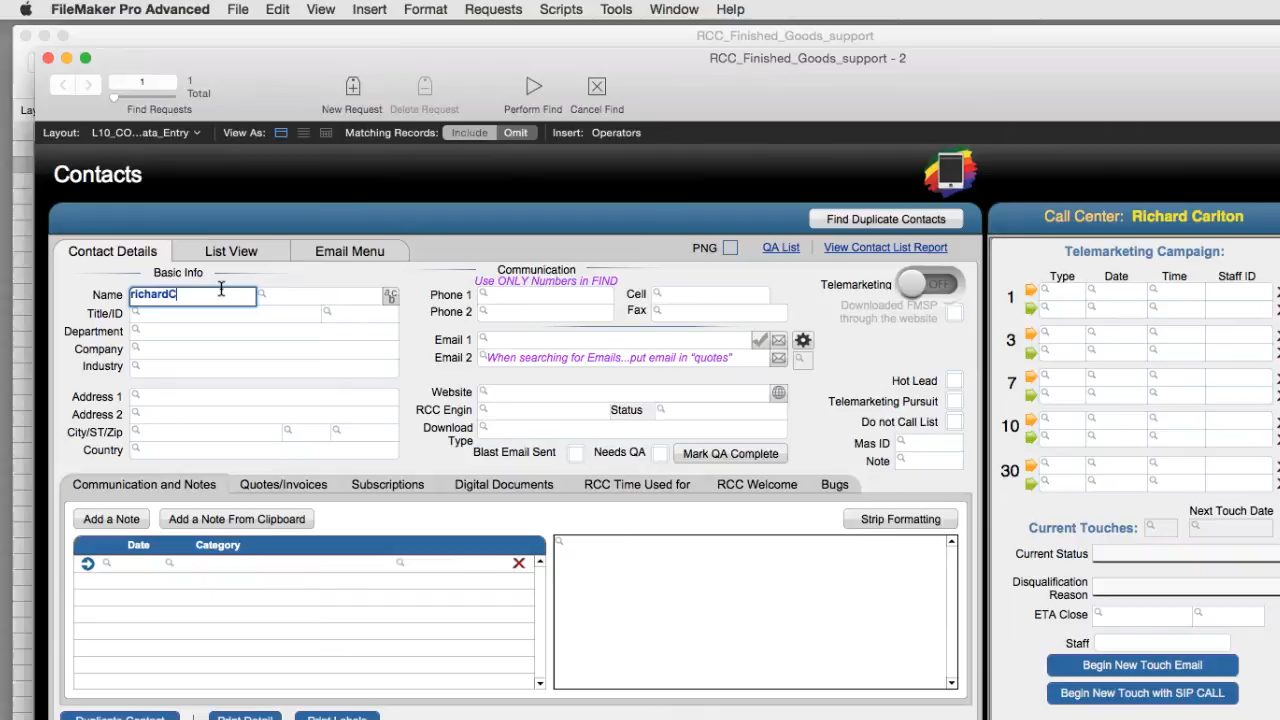 FileMaker Pro Advanced File Edit View Insert Format Requests Scripts Tools Window Help
RCC_Finished_Goods_support
RCC_Finished_Goods_support - 2
1
1
Total
Find Requests
New Request
Delete Request
Perform Find
Cancel Find
Lay
Layout: L10_CO...ata_Entry View As: Matching Records: Include Omit Insert: Operators
Contacts
Find Duplicate Contacts
Call Center: Richard Carlton
Contact Details List View Email Menu
PNG QA List View Contact List Report
Telemarketing Campaign:
Basic Info
Communication
Use ONLY Numbers in FIND
Type Date Time Staff ID
Name richardC
Title/ID
Department
Company
Industry
Address 1
Address 2
City/ST/Zip
Country
Phone 1
Cell
Phone 2
Fax
Email 1
Email 2 When searching for Emails...put email in "quotes"
Website
RCC Engin Status
Download
Type
Blast Email Sent Needs QA Mark QA Complete
Telemarketing OFF
Downloaded FMSP
through the website
Hot Lead
Telemarketing Pursuit
Do not Call List
Mas ID
Note
1
3
7
10
30
Communication and Notes Quotes/Invoices Subscriptions Digital Documents RCC Time Used for RCC Welcome Bugs
Add a Note Add a Note From Clipboard Strip Formatting
Date Category
Next Touch Date
Current Touches:
Current Status
Disqualification
Reason
ETA Close
Staff
Begin New Touch Email
Begin New Touch with SIP CALL
Duplicate Contact Print Detail Print Labels